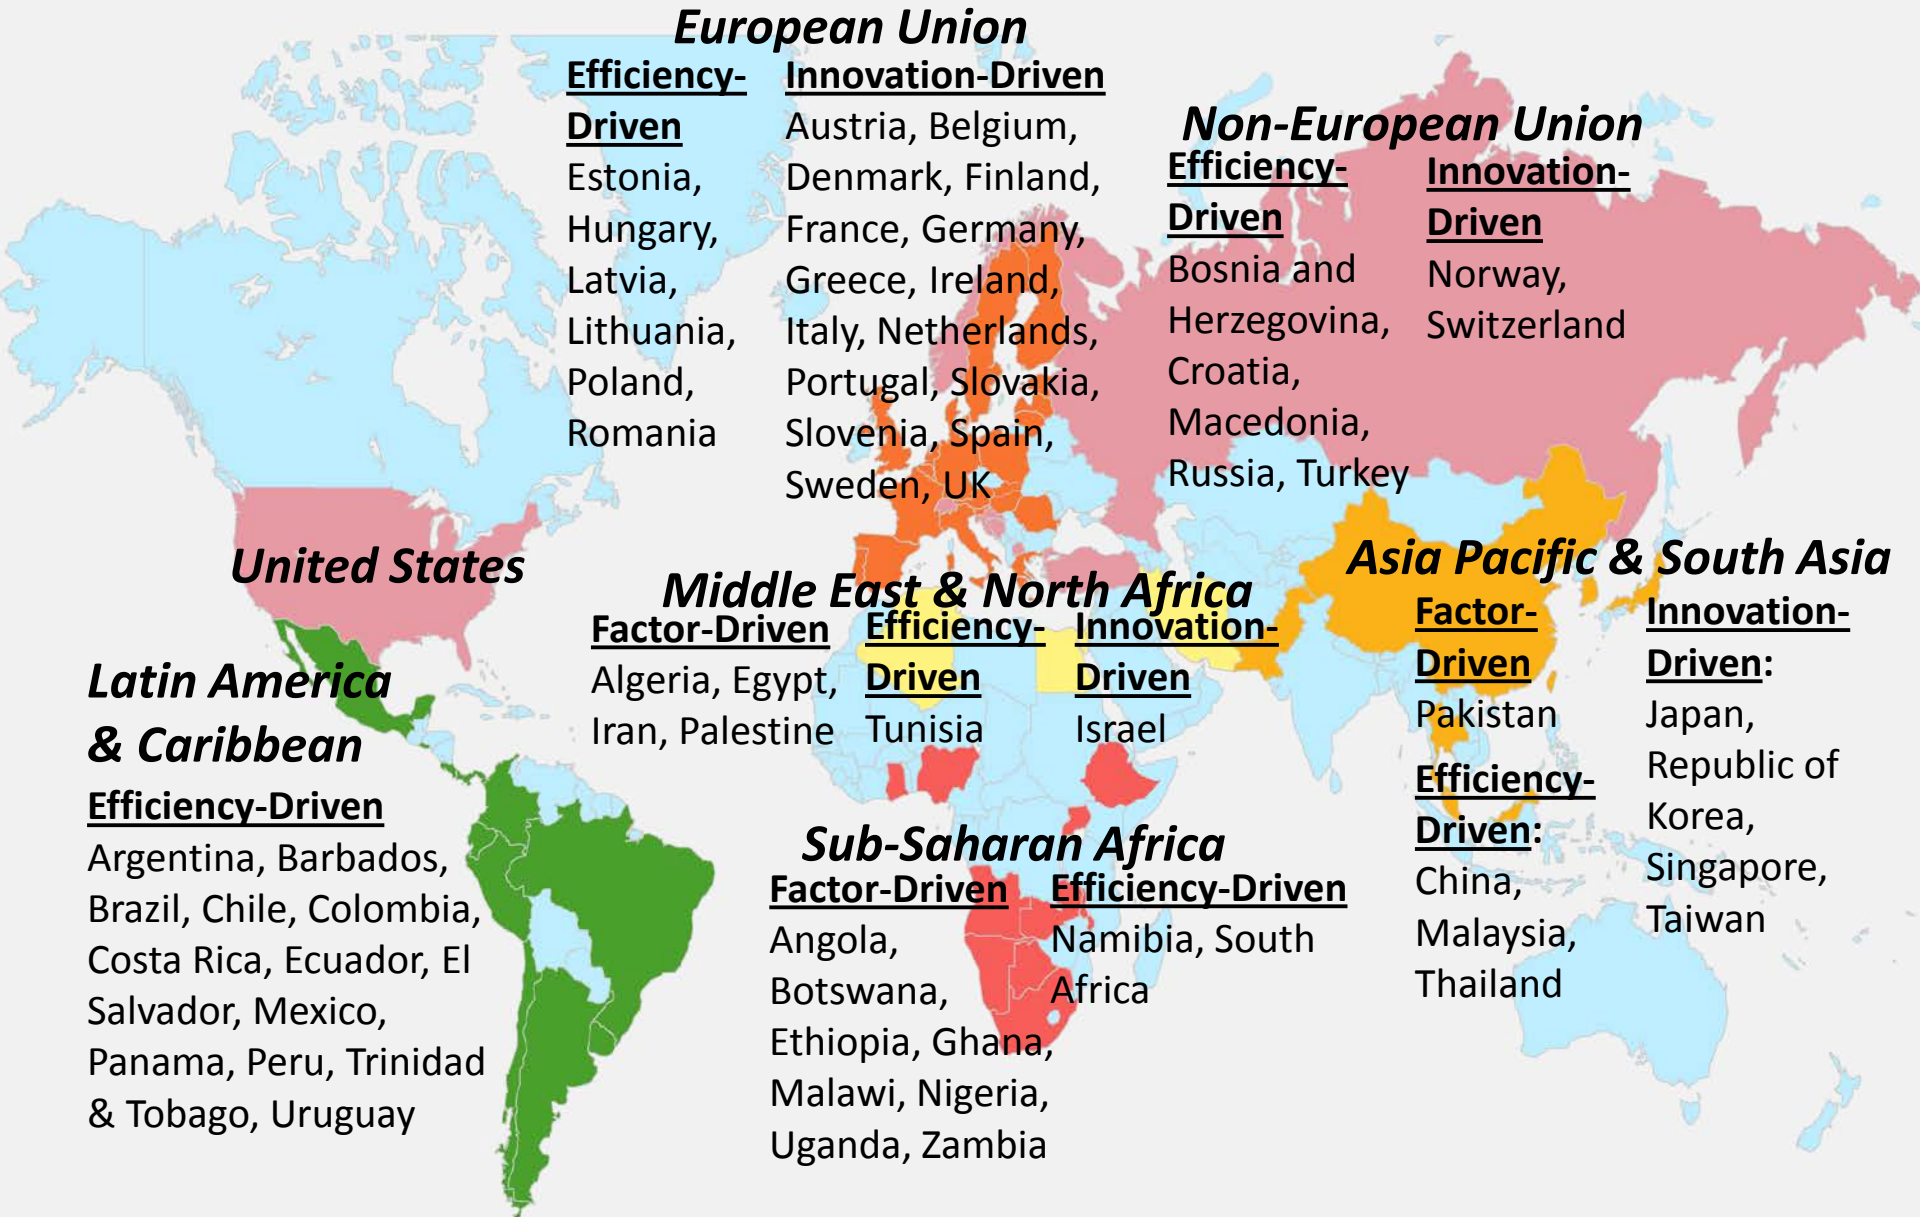 European Union
Efficiency-
Driven
Estonia,
Hungary,
Latvia,
Lithuania,
Poland,
Romania
Innovation-Driven
Austria, Belgium,
Denmark, Finland,
France, Germany,
Greece, Ireland,
Italy, Netherlands,
Portugal, Slovakia,
Slovenia, Spain,
Sweden, UK
Non-European Union
Efficiency-
Driven
Bosnia and
Herzegovina,
Croatia,
Macedonia,
Russia, Turkey
Innovation-
Driven
Norway,
Switzerland
United States
Middle East & North Africa
Factor-Driven
Algeria, Egypt,
Iran, Palestine
Efficiency-
Driven
Tunisia
Innovation-
Driven
Israel
Asia Pacific & South Asia
Factor-
Driven
Pakistan
Efficiency-
Driven:
China,
Malaysia,
Thailand
Innovation-
Driven:
Japan,
Republic of
Korea,
Singapore,
Taiwan
Latin America
& Caribbean
Efficiency-Driven
Argentina, Barbados,
Brazil, Chile, Colombia,
Costa Rica, Ecuador, El
Salvador, Mexico,
Panama, Peru, Trinidad
& Tobago, Uruguay
Sub-Saharan Africa
Factor-Driven
Angola,
Botswana,
Ethiopia, Ghana,
Malawi, Nigeria,
Uganda, Zambia
Efficiency-Driven
Namibia, South
Africa